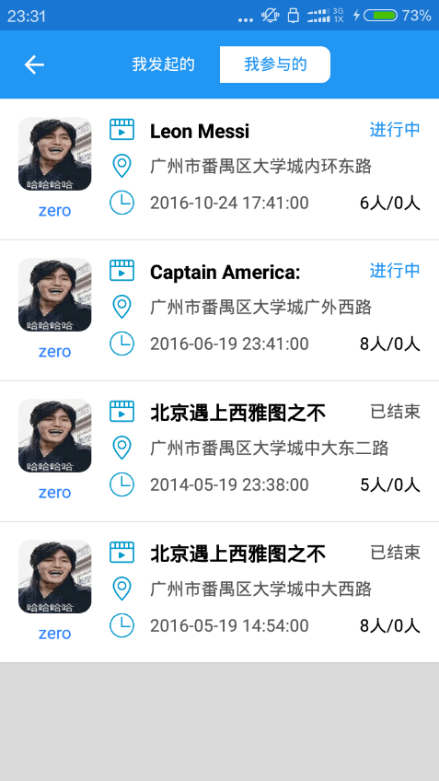 23:31
3G
1X
73%
我发起的
我参与的
Leon Messi
进行中
广州市番禺区大学城内环东路
哈哈哈哈
zero
2016-10-24 17:41:00
6人/0人
Captain America:
进行中
广州市番禺区大学城广外西路
哈哈哈哈
zero
2016-06-19 23:41:00
8人/0人
北京遇上西雅图之不
已结束
广州市番禺区大学城中大东二路
哈哈哈哈
zero
2014-05-19 23:38:00
5人/0人
北京遇上西雅图之不
已结束
广州市番禺区大学城中大西路
哈哈哈哈
zero
2016-05-19 14:54:00
8人/0人